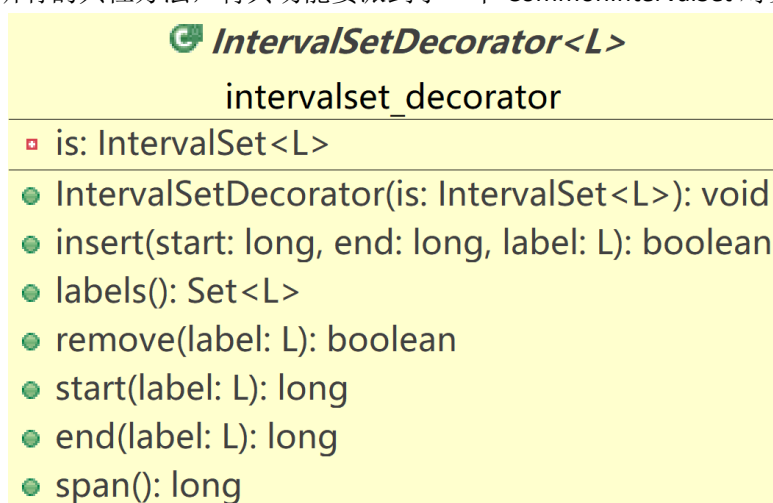 IntervalSetDecorator<L>
intervalset_decorator
is: IntervalSet<L>
IntervalSetDecorator(is: IntervalSet<L>): void
insert(start: long, end: long, label: L): boolean
labels(): Set<L>
remove(label: L): boolean
start(label: L): long
end(label: L): long
span(): long